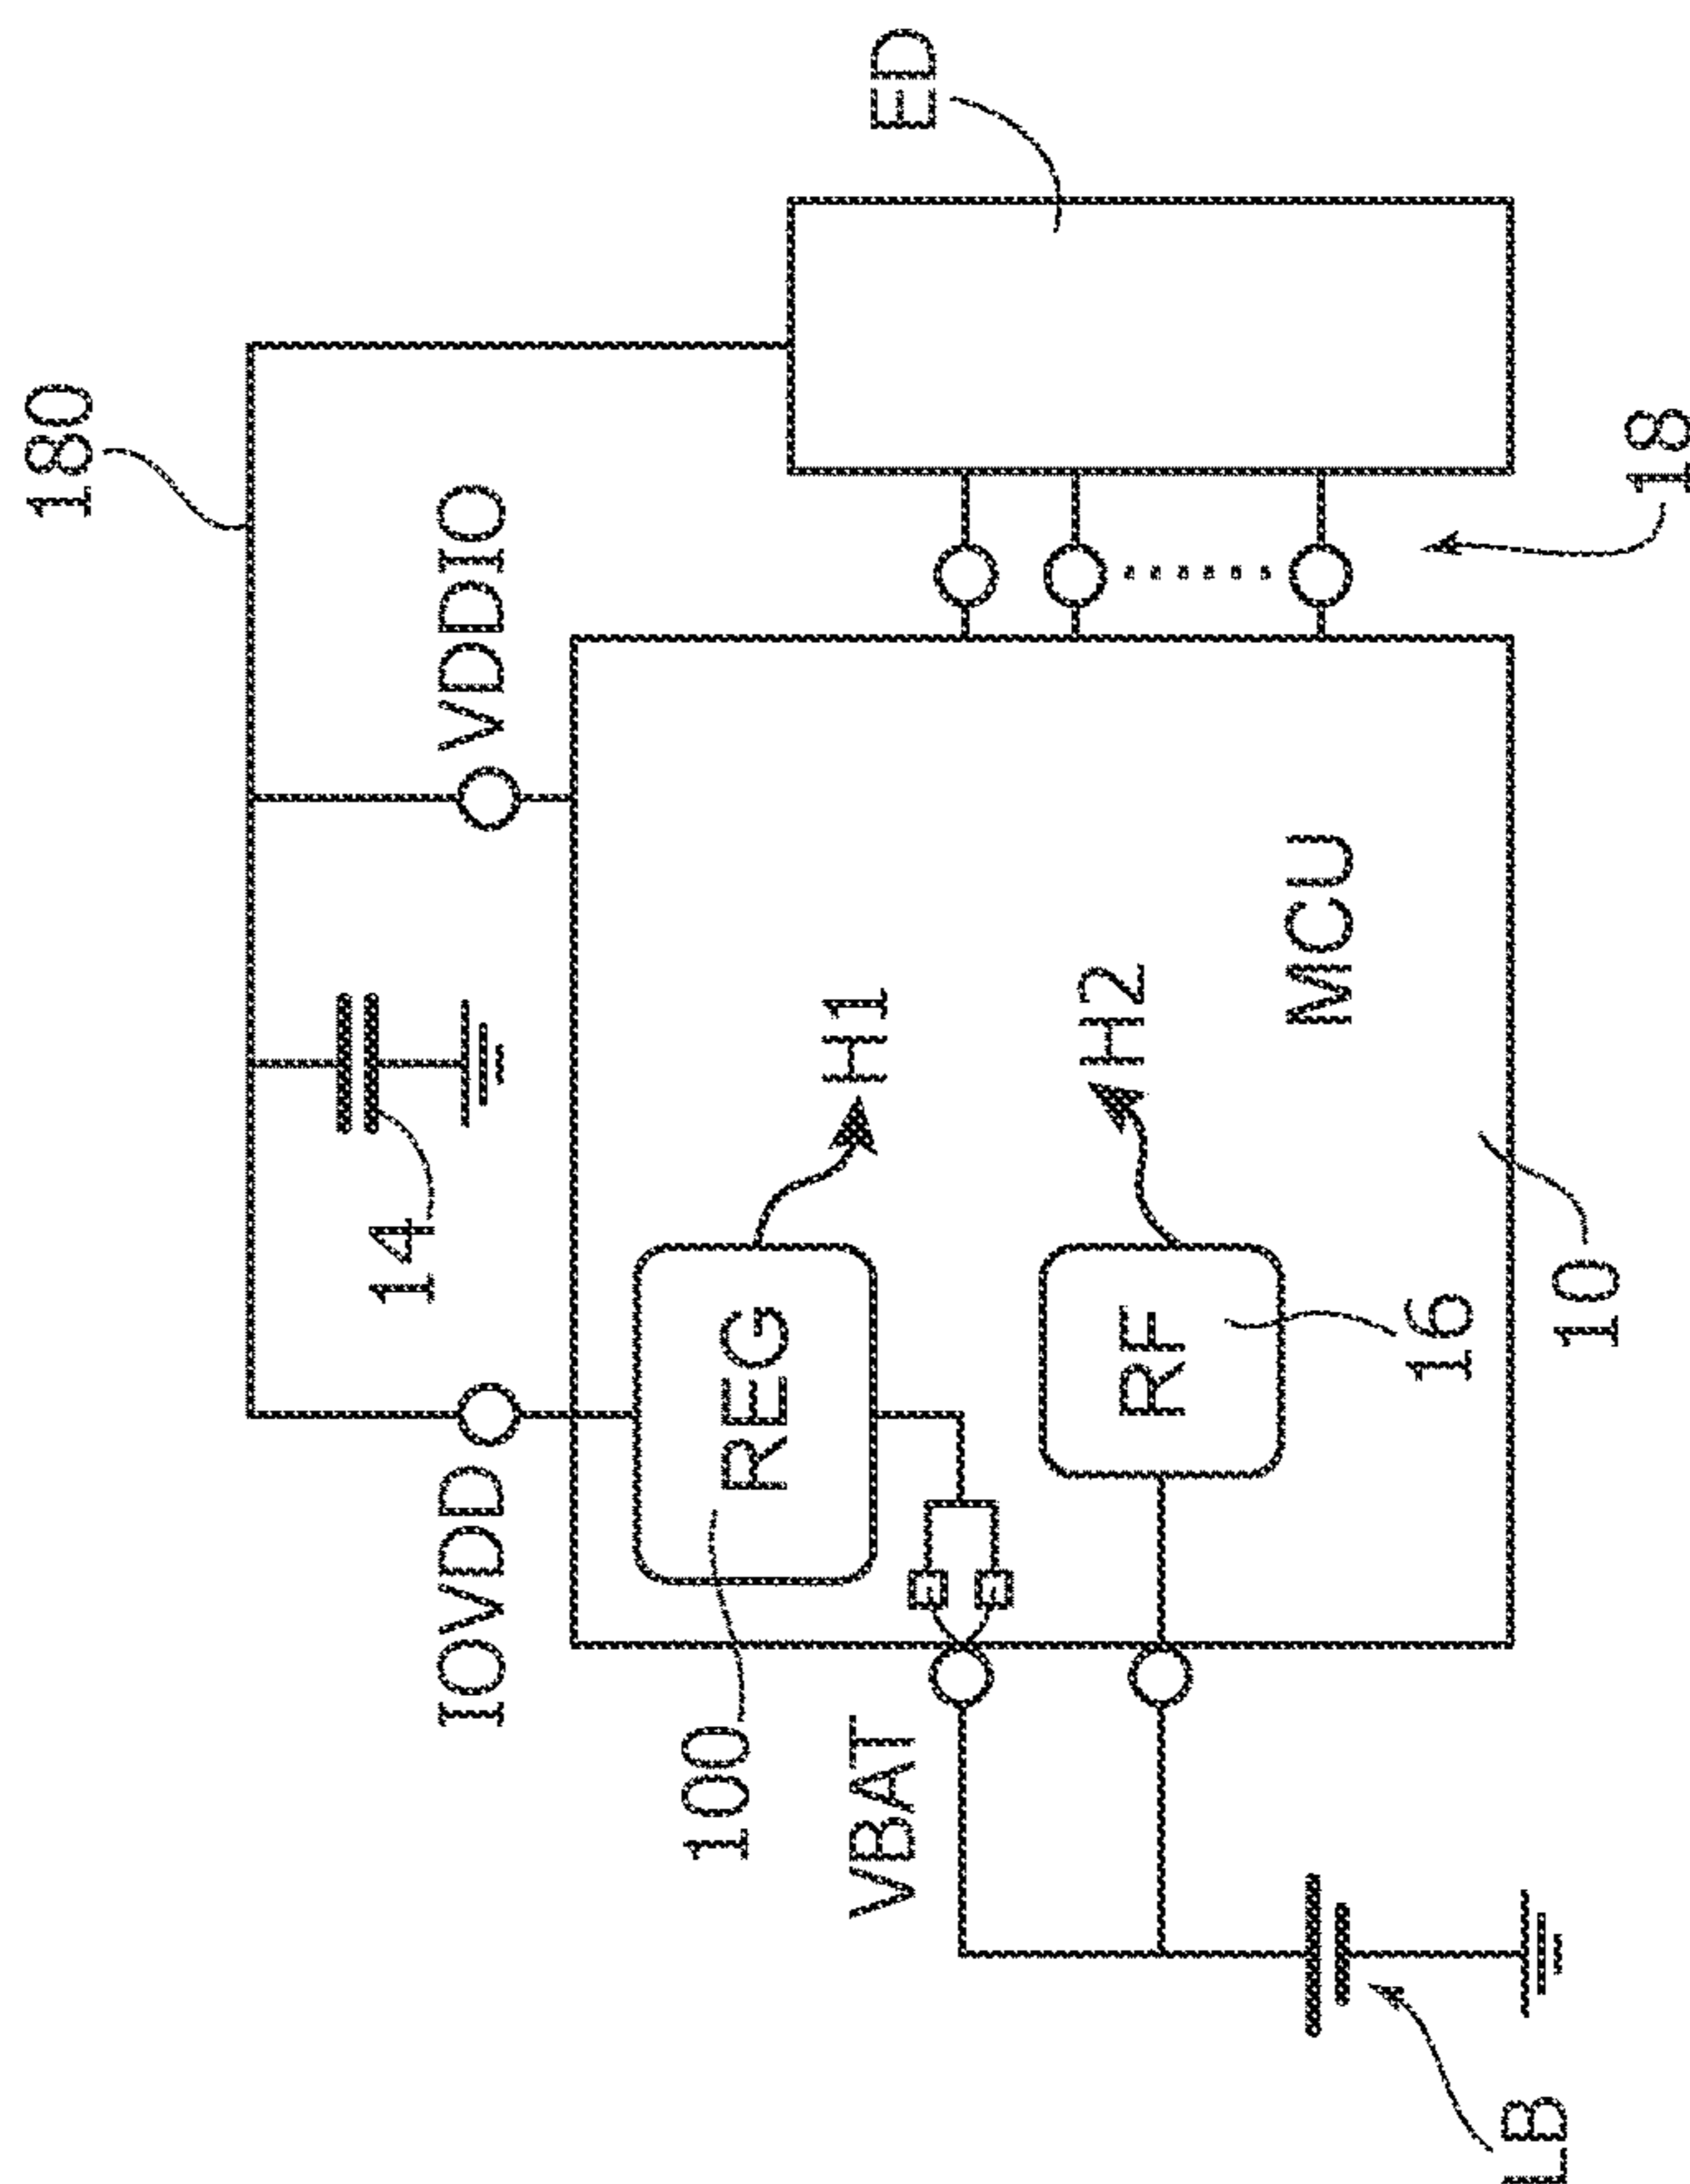 180
14
IOVDD
VDDIO
100
REG
H1
VBAT
ED
H2
RF
MCU
16
LB
10
18